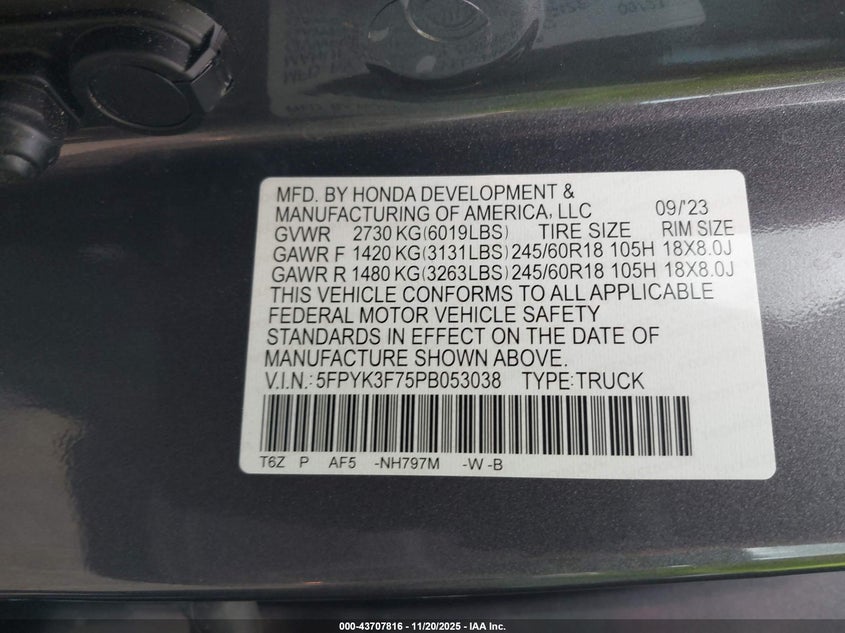 MFD. BY HONDA DEVELOPMENT &
MANUFACTURING OF AMERICA, LLC 09/'23
GVWR 2730 KG(6019LBS) TIRE SIZE RIM SIZE
GAWR F 1420 KG(3131LBS) 245/60R18 105H 18X8.0J
GAWR R 1480 KG(3263LBS) 245/60R18 105H 18X8.0J
THIS VEHICLE CONFORMS TO ALL APPLICABLE
FEDERAL MOTOR VEHICLE SAFETY
STANDARDS IN EFFECT ON THE DATE OF
MANUFACTURE SHOWN ABOVE.
V.I.N.: 5FPYK3F75PB053038 TYPE:TRUCK
T6Z P AF5 -NH797M -W -B
000-43707816 - 11/20/2025 - IAA Inc.